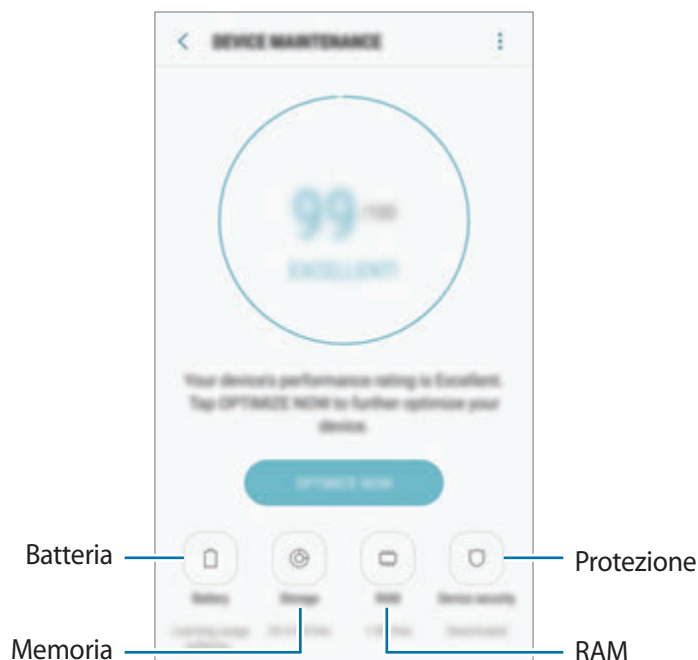 DEVICE MAINTENANCE
99 /100
EXCELLENT!
Your device's performance rating is Excellent.
Tap OPTIMIZE NOW to further optimize your
device.
OPTIMIZE NOW
Batteria
Protezione
Battery
Storage
RAM
Device security
Memoria
RAM